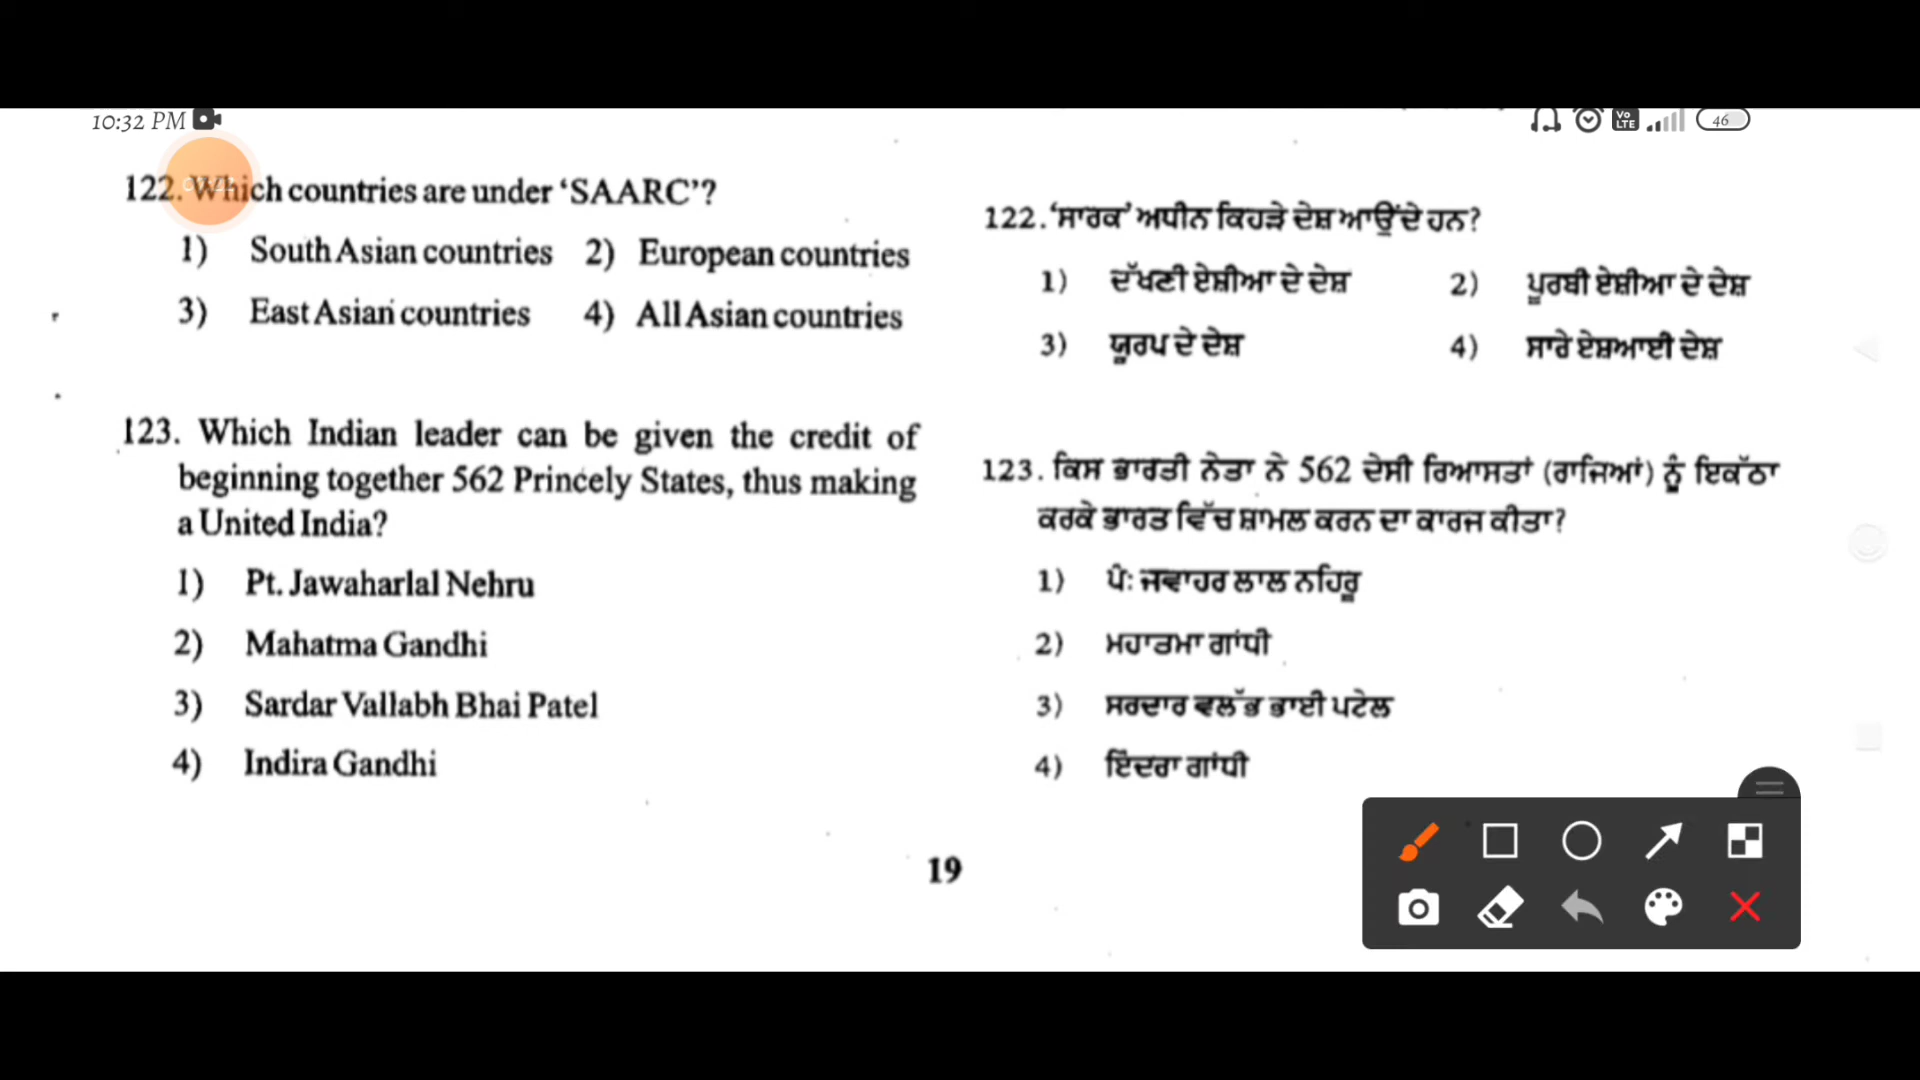 10:32 PM
Vo
LTE
46
122. Which countries are under ‘SAARC’?
1) South Asian countries 2) European countries
3) East Asian countries 4) All Asian countries
123. Which Indian leader can be given the credit of
beginning together 562 Princely States, thus making
a United India?
1) Pt. Jawaharlal Nehru
2) Mahatma Gandhi
3) Sardar Vallabh Bhai Patel
4) Indira Gandhi
122. ‘ਸਾਰਕ’ ਅਧੀਨ ਕਿਹੜੇ ਦੇਸ਼ ਆਉਂਦੇ ਹਨ?
1) ਦੱਖਣੀ ਏਸ਼ੀਆ ਦੇ ਦੇਸ਼ 2) ਪੂਰਬੀ ਏਸ਼ੀਆ ਦੇ ਦੇਸ਼
3) ਯੂਰਪ ਦੇ ਦੇਸ਼ 4) ਸਾਰੇ ਏਸ਼ਆਈ ਦੇਸ਼
123. ਕਿਸ ਭਾਰਤੀ ਨੇਤਾ ਨੇ 562 ਦੇਸੀ ਰਿਆਸਤਾਂ (ਰਾਜਿਆਂ) ਨੂੰ ਇਕੱਠਾ
ਕਰਕੇ ਭਾਰਤ ਵਿੱਚ ਸ਼ਾਮਲ ਕਰਨ ਦਾ ਕਾਰਜ ਕੀਤਾ?
1) ਪੰ: ਜਵਾਹਰ ਲਾਲ ਨਹਿਰੂ
2) ਮਹਾਤਮਾ ਗਾਂਧੀ
3) ਸਰਦਾਰ ਵਲੱਭ ਭਾਈ ਪਟੇਲ
4) ਇੰਦਰਾ ਗਾਂਧੀ
19